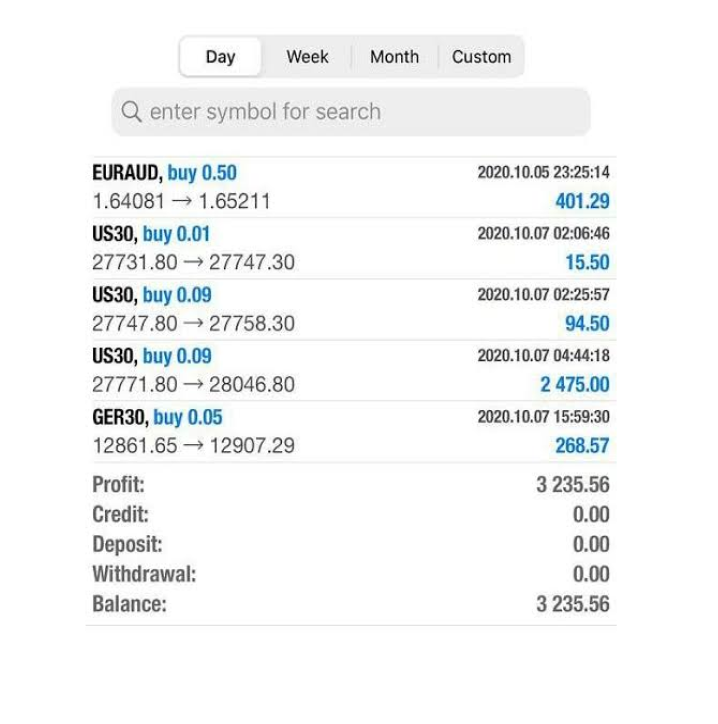 Day Week Month Custom
enter symbol for search
EURAUD, buy 0.50 2020.10.05 23:25:14
1.64081 → 1.65211 401.29
US30, buy 0.01 2020.10.07 02:06:46
27731.80 → 27747.30 15.50
US30, buy 0.09 2020.10.07 02:25:57
27747.80 → 27758.30 94.50
US30, buy 0.09 2020.10.07 04:44:18
27771.80 → 28046.80 2 475.00
GER30, buy 0.05 2020.10.07 15:59:30
12861.65 → 12907.29 268.57
Profit: 3 235.56
Credit: 0.00
Deposit: 0.00
Withdrawal: 0.00
Balance: 3 235.56